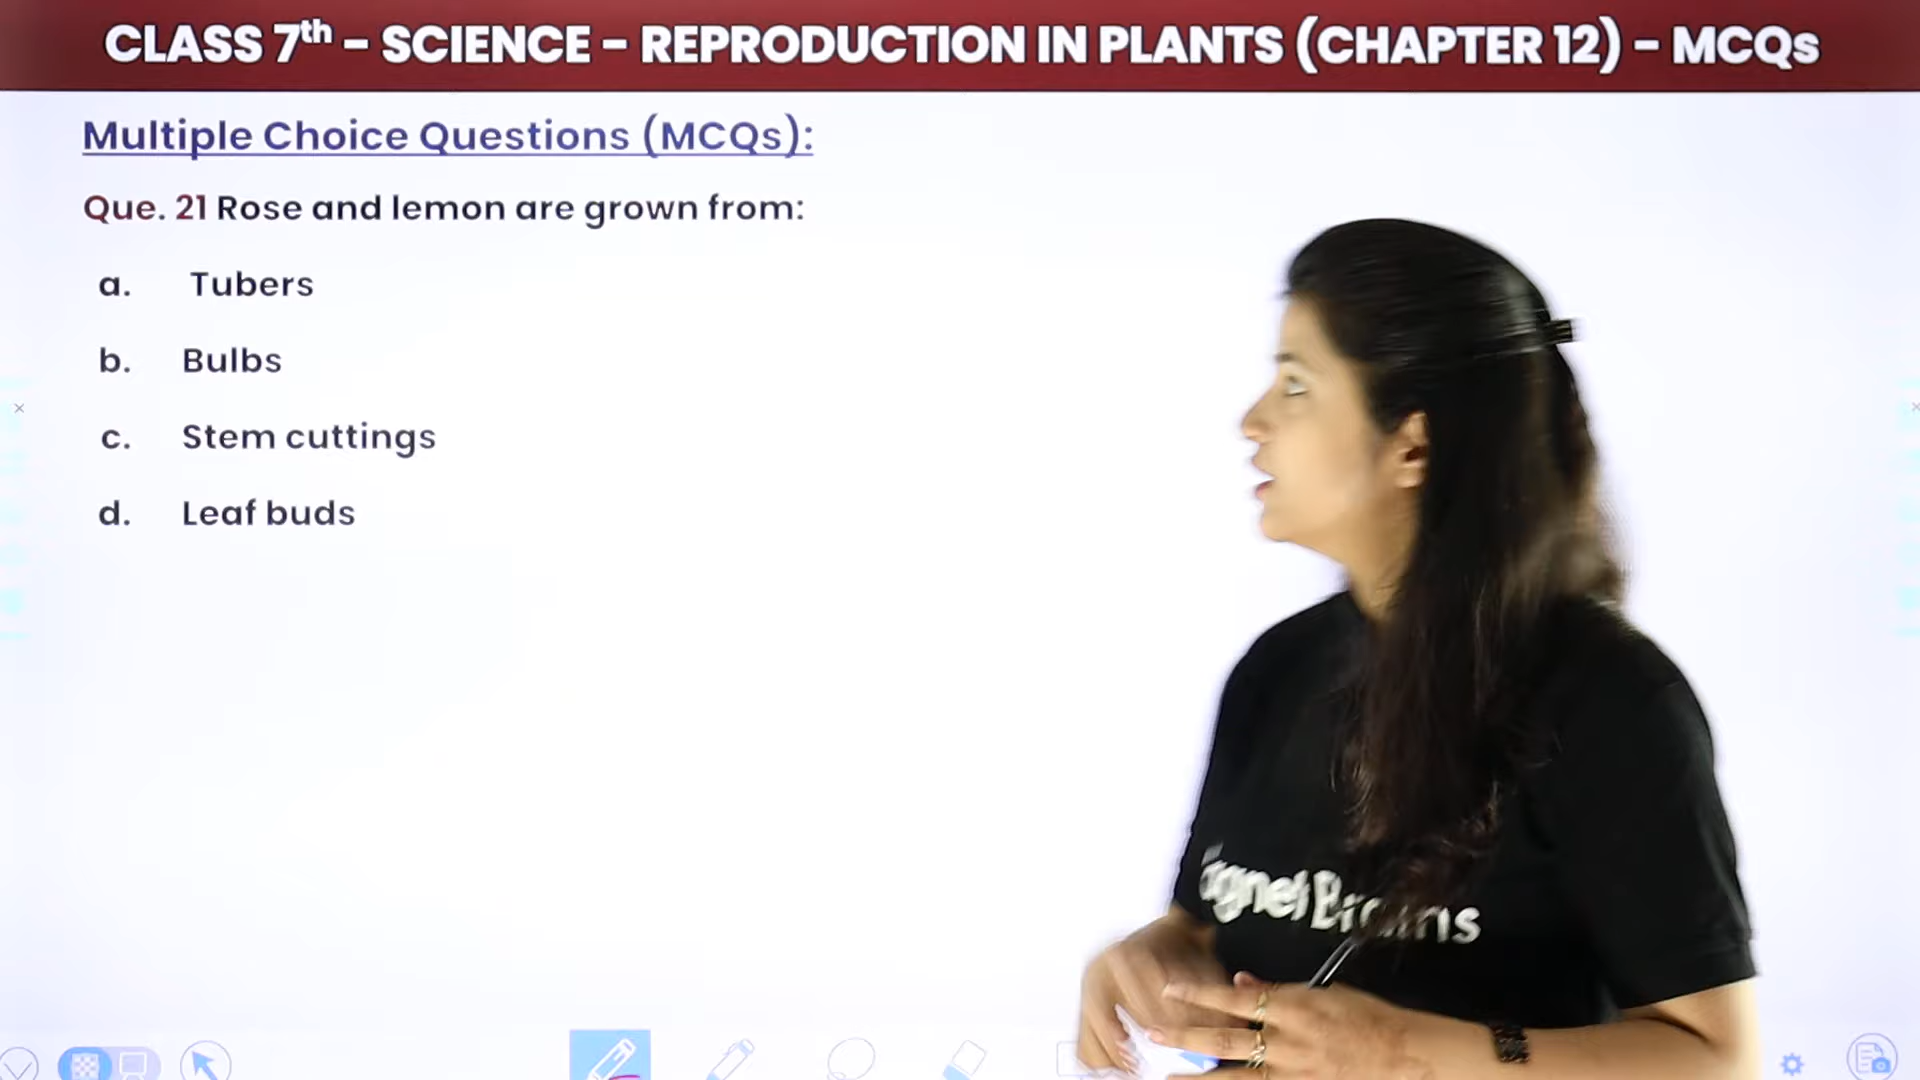 CLASS 7th – SCIENCE – REPRODUCTION IN PLANTS (CHAPTER 12) – MCQs
Multiple Choice Questions (MCQs):
Que. 21 Rose and lemon are grown from:
a. Tubers
b. Bulbs
c. Stem cuttings
d. Leaf buds